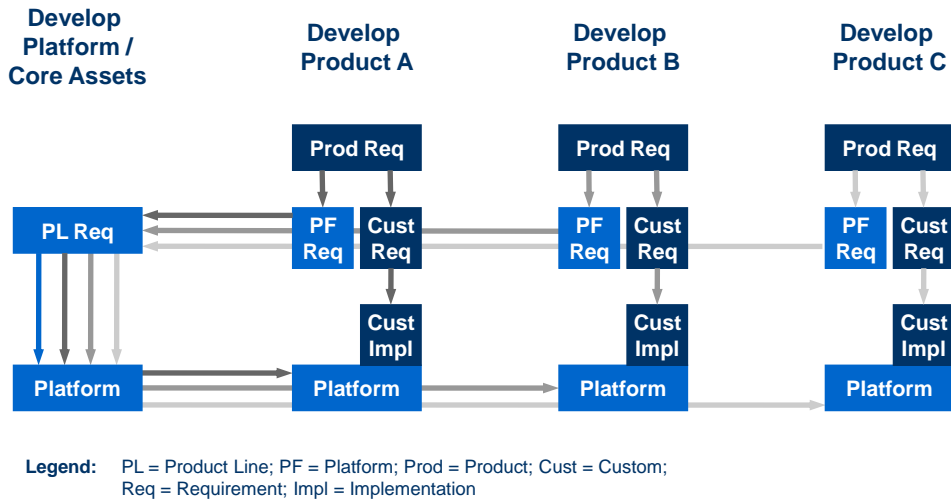 Develop
Platform /
Core Assets
Develop
Product A
Develop
Product B
Develop
Product C
Prod Req
Prod Req
Prod Req
PL Req
PF
Req
Cust
Req
PF
Req
Cust
Req
PF
Req
Cust
Req
Cust
Impl
Cust
Impl
Cust
Impl
Platform
Platform
Platform
Platform
Legend: PL = Product Line; PF = Platform; Prod = Product; Cust = Custom;
Req = Requirement; Impl = Implementation